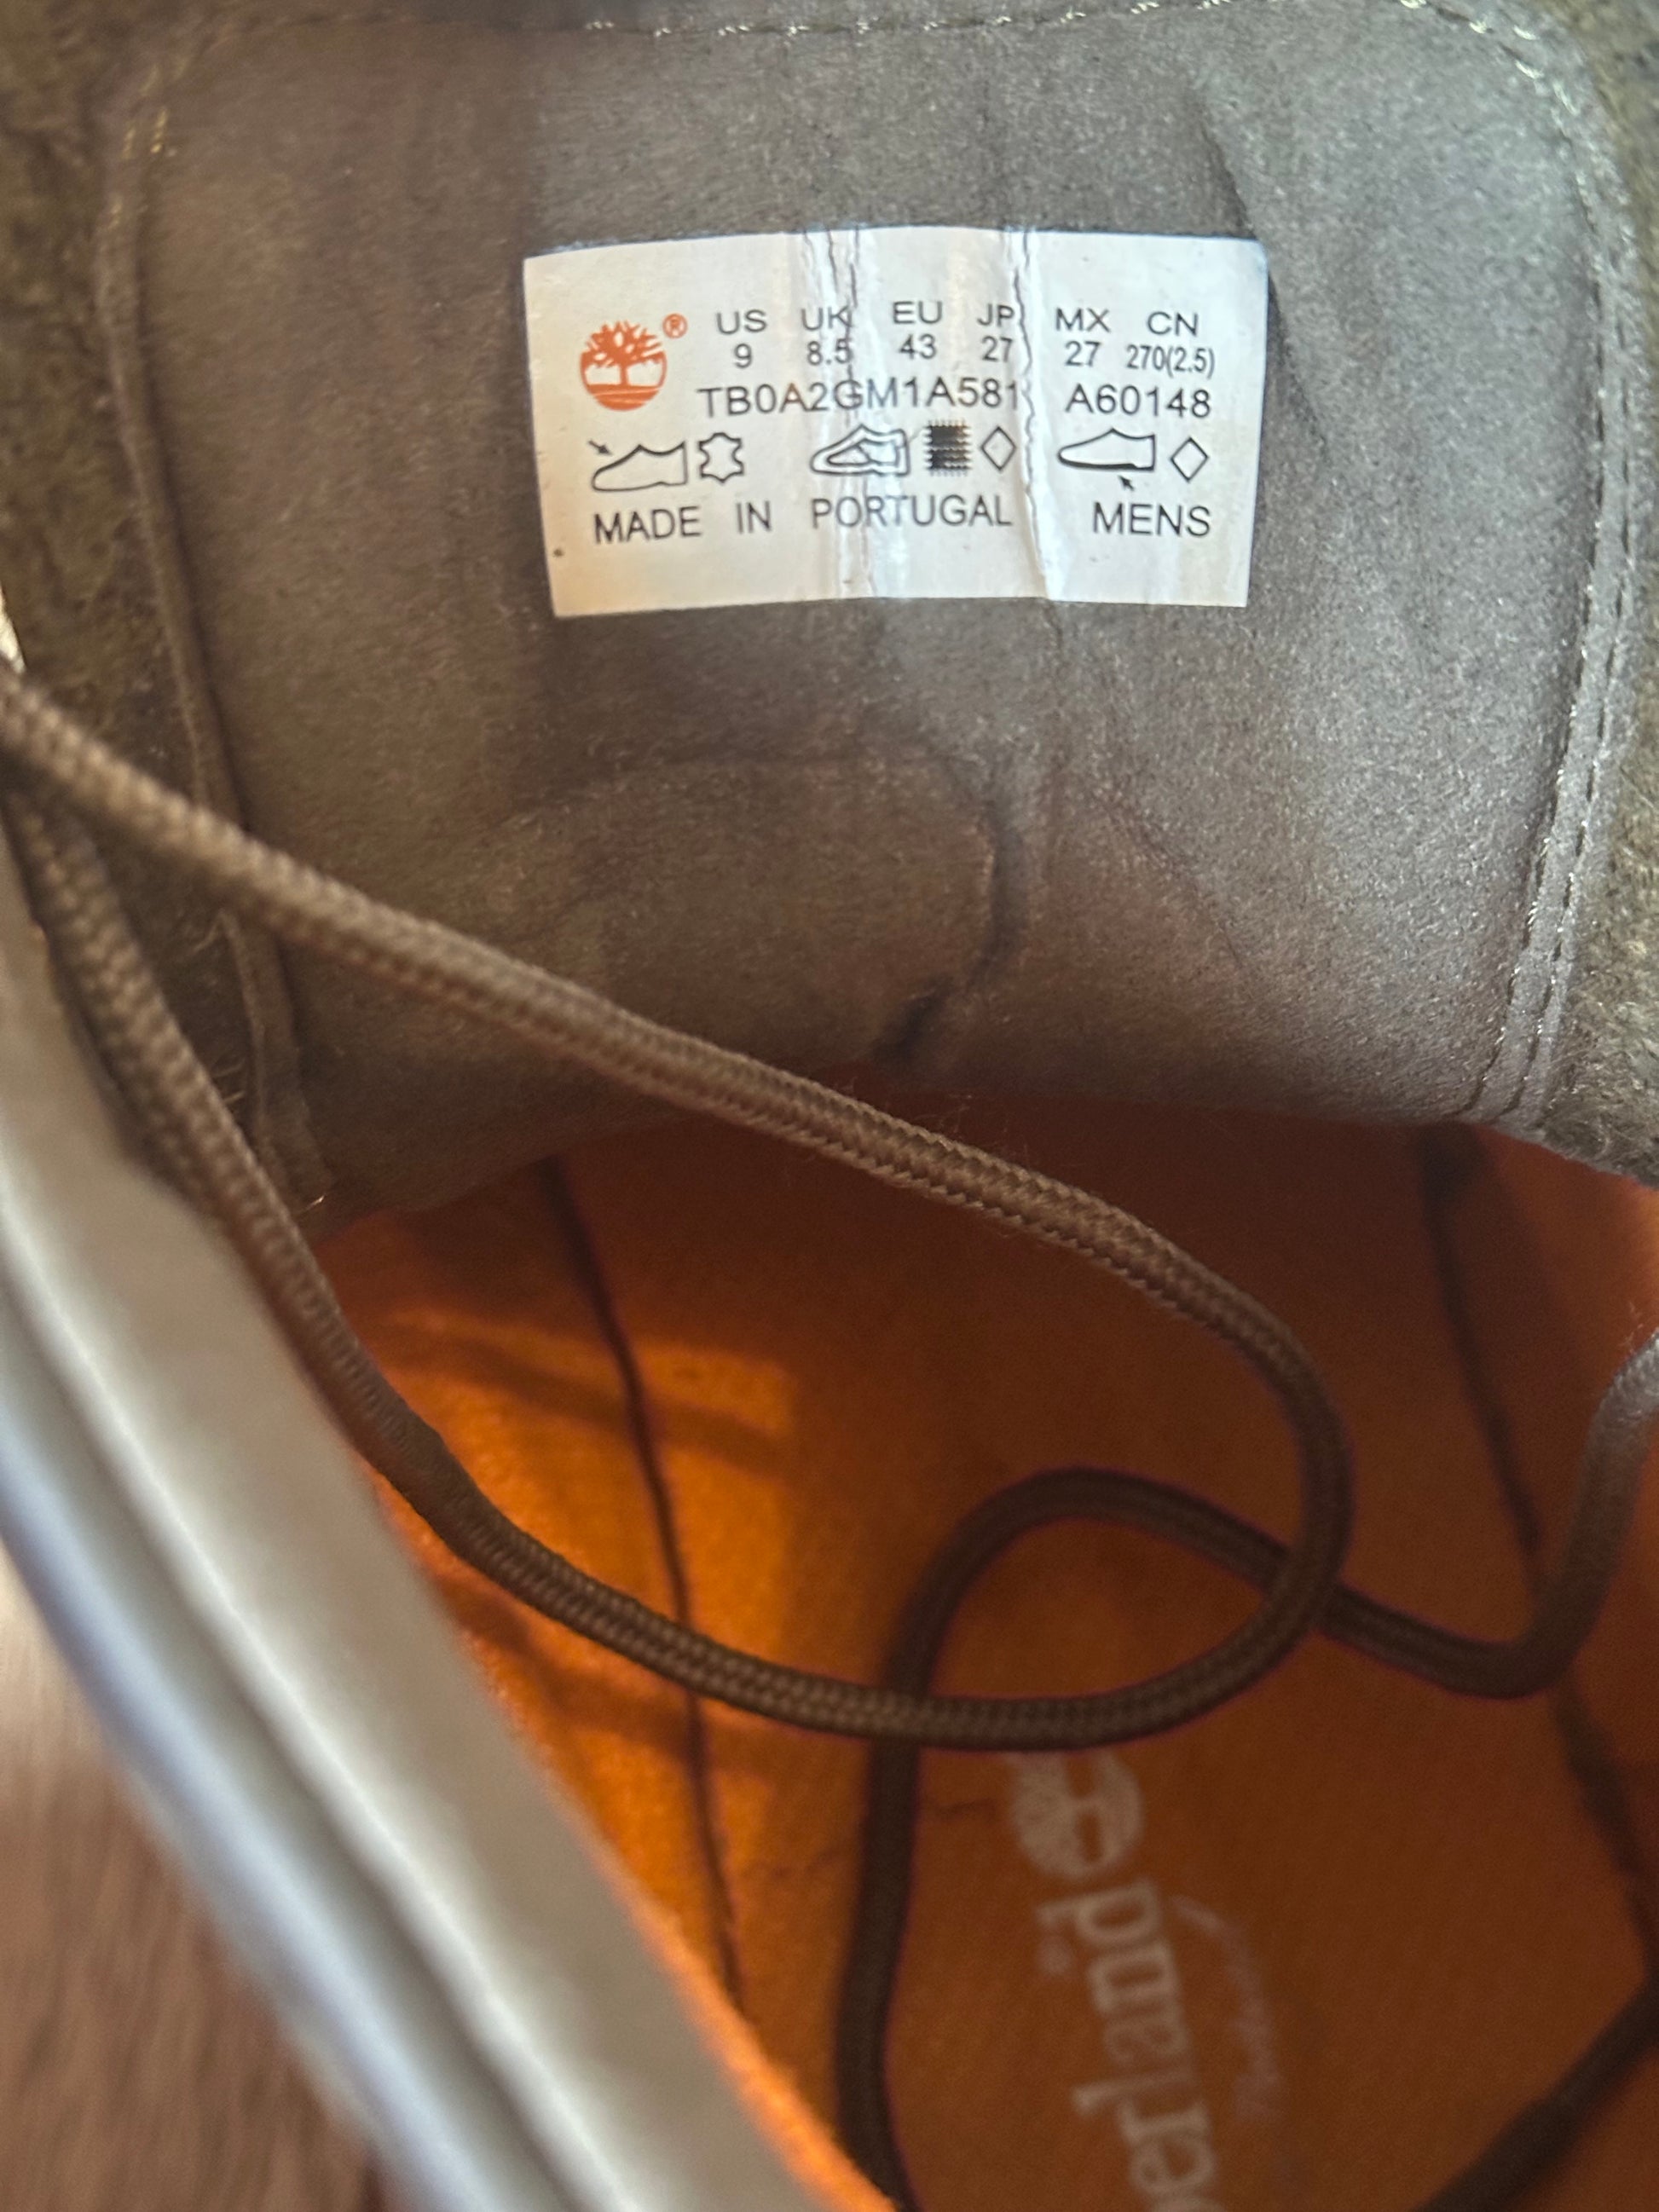 ® US UK EU JP MX CN
9 8.5 43 27 27 270(2.5)
TB0A2GM1A581 A60148
MADE IN PORTUGAL MENS
erland